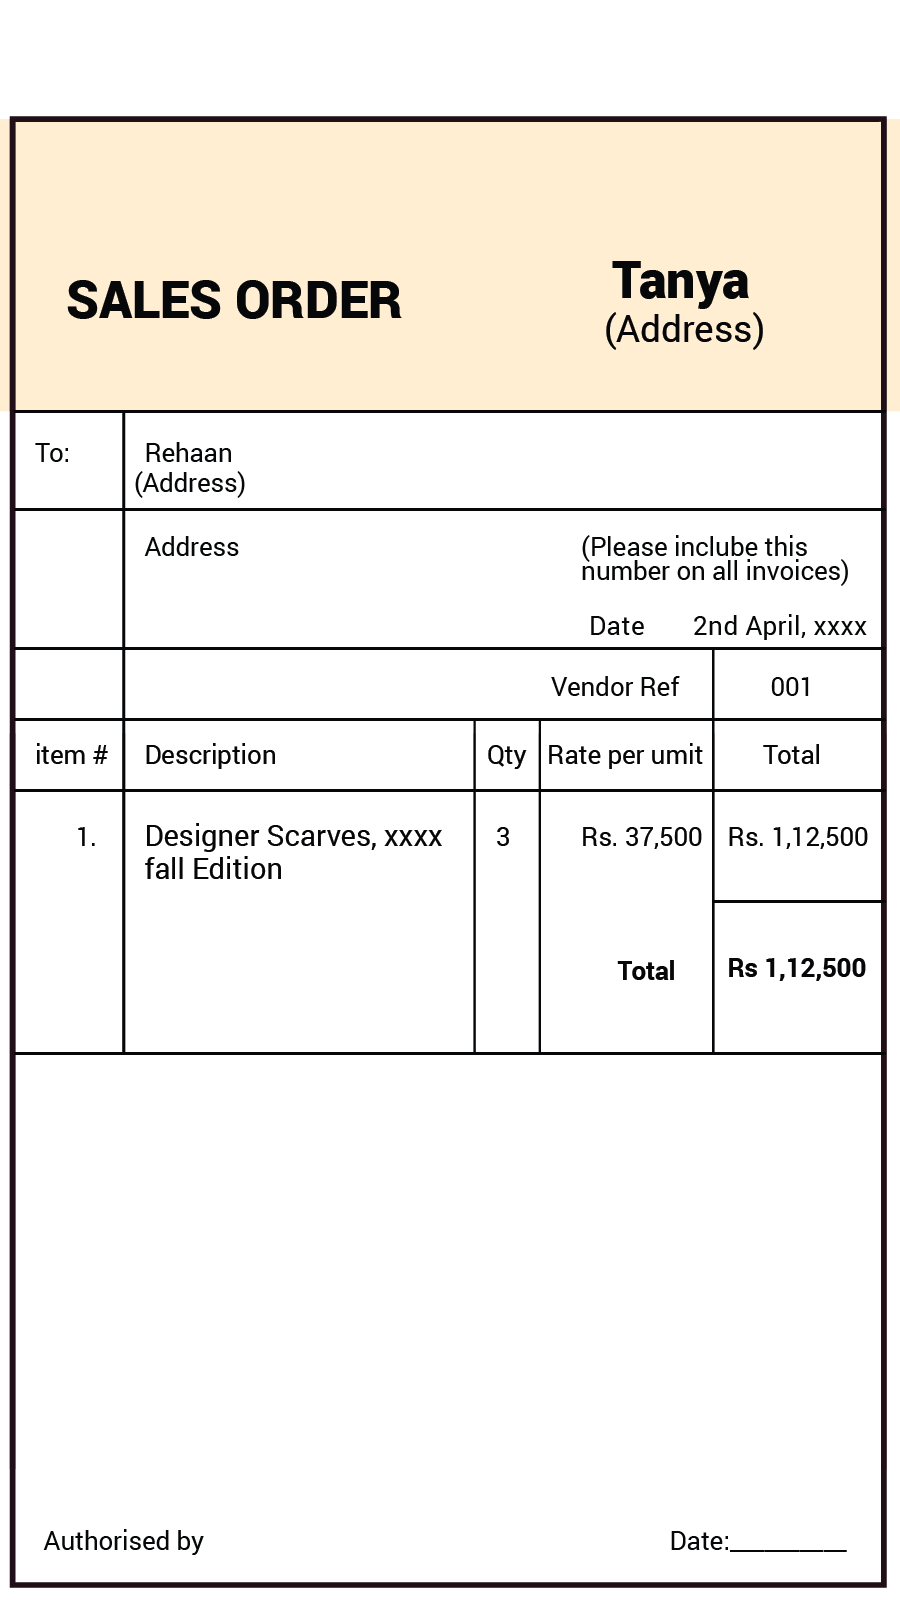 SALES ORDER
Tanya
(Address)
To:
Rehaan
(Address)
Address
(Please inclube this
number on all invoices)
Date 2nd April, xxxx
Vendor Ref 001
item # Description Qty Rate per umit Total
1. Designer Scarves, xxxx 3 Rs. 37,500 Rs. 1,12,500
fall Edition
Total Rs 1,12,500
Authorised by Date:_________